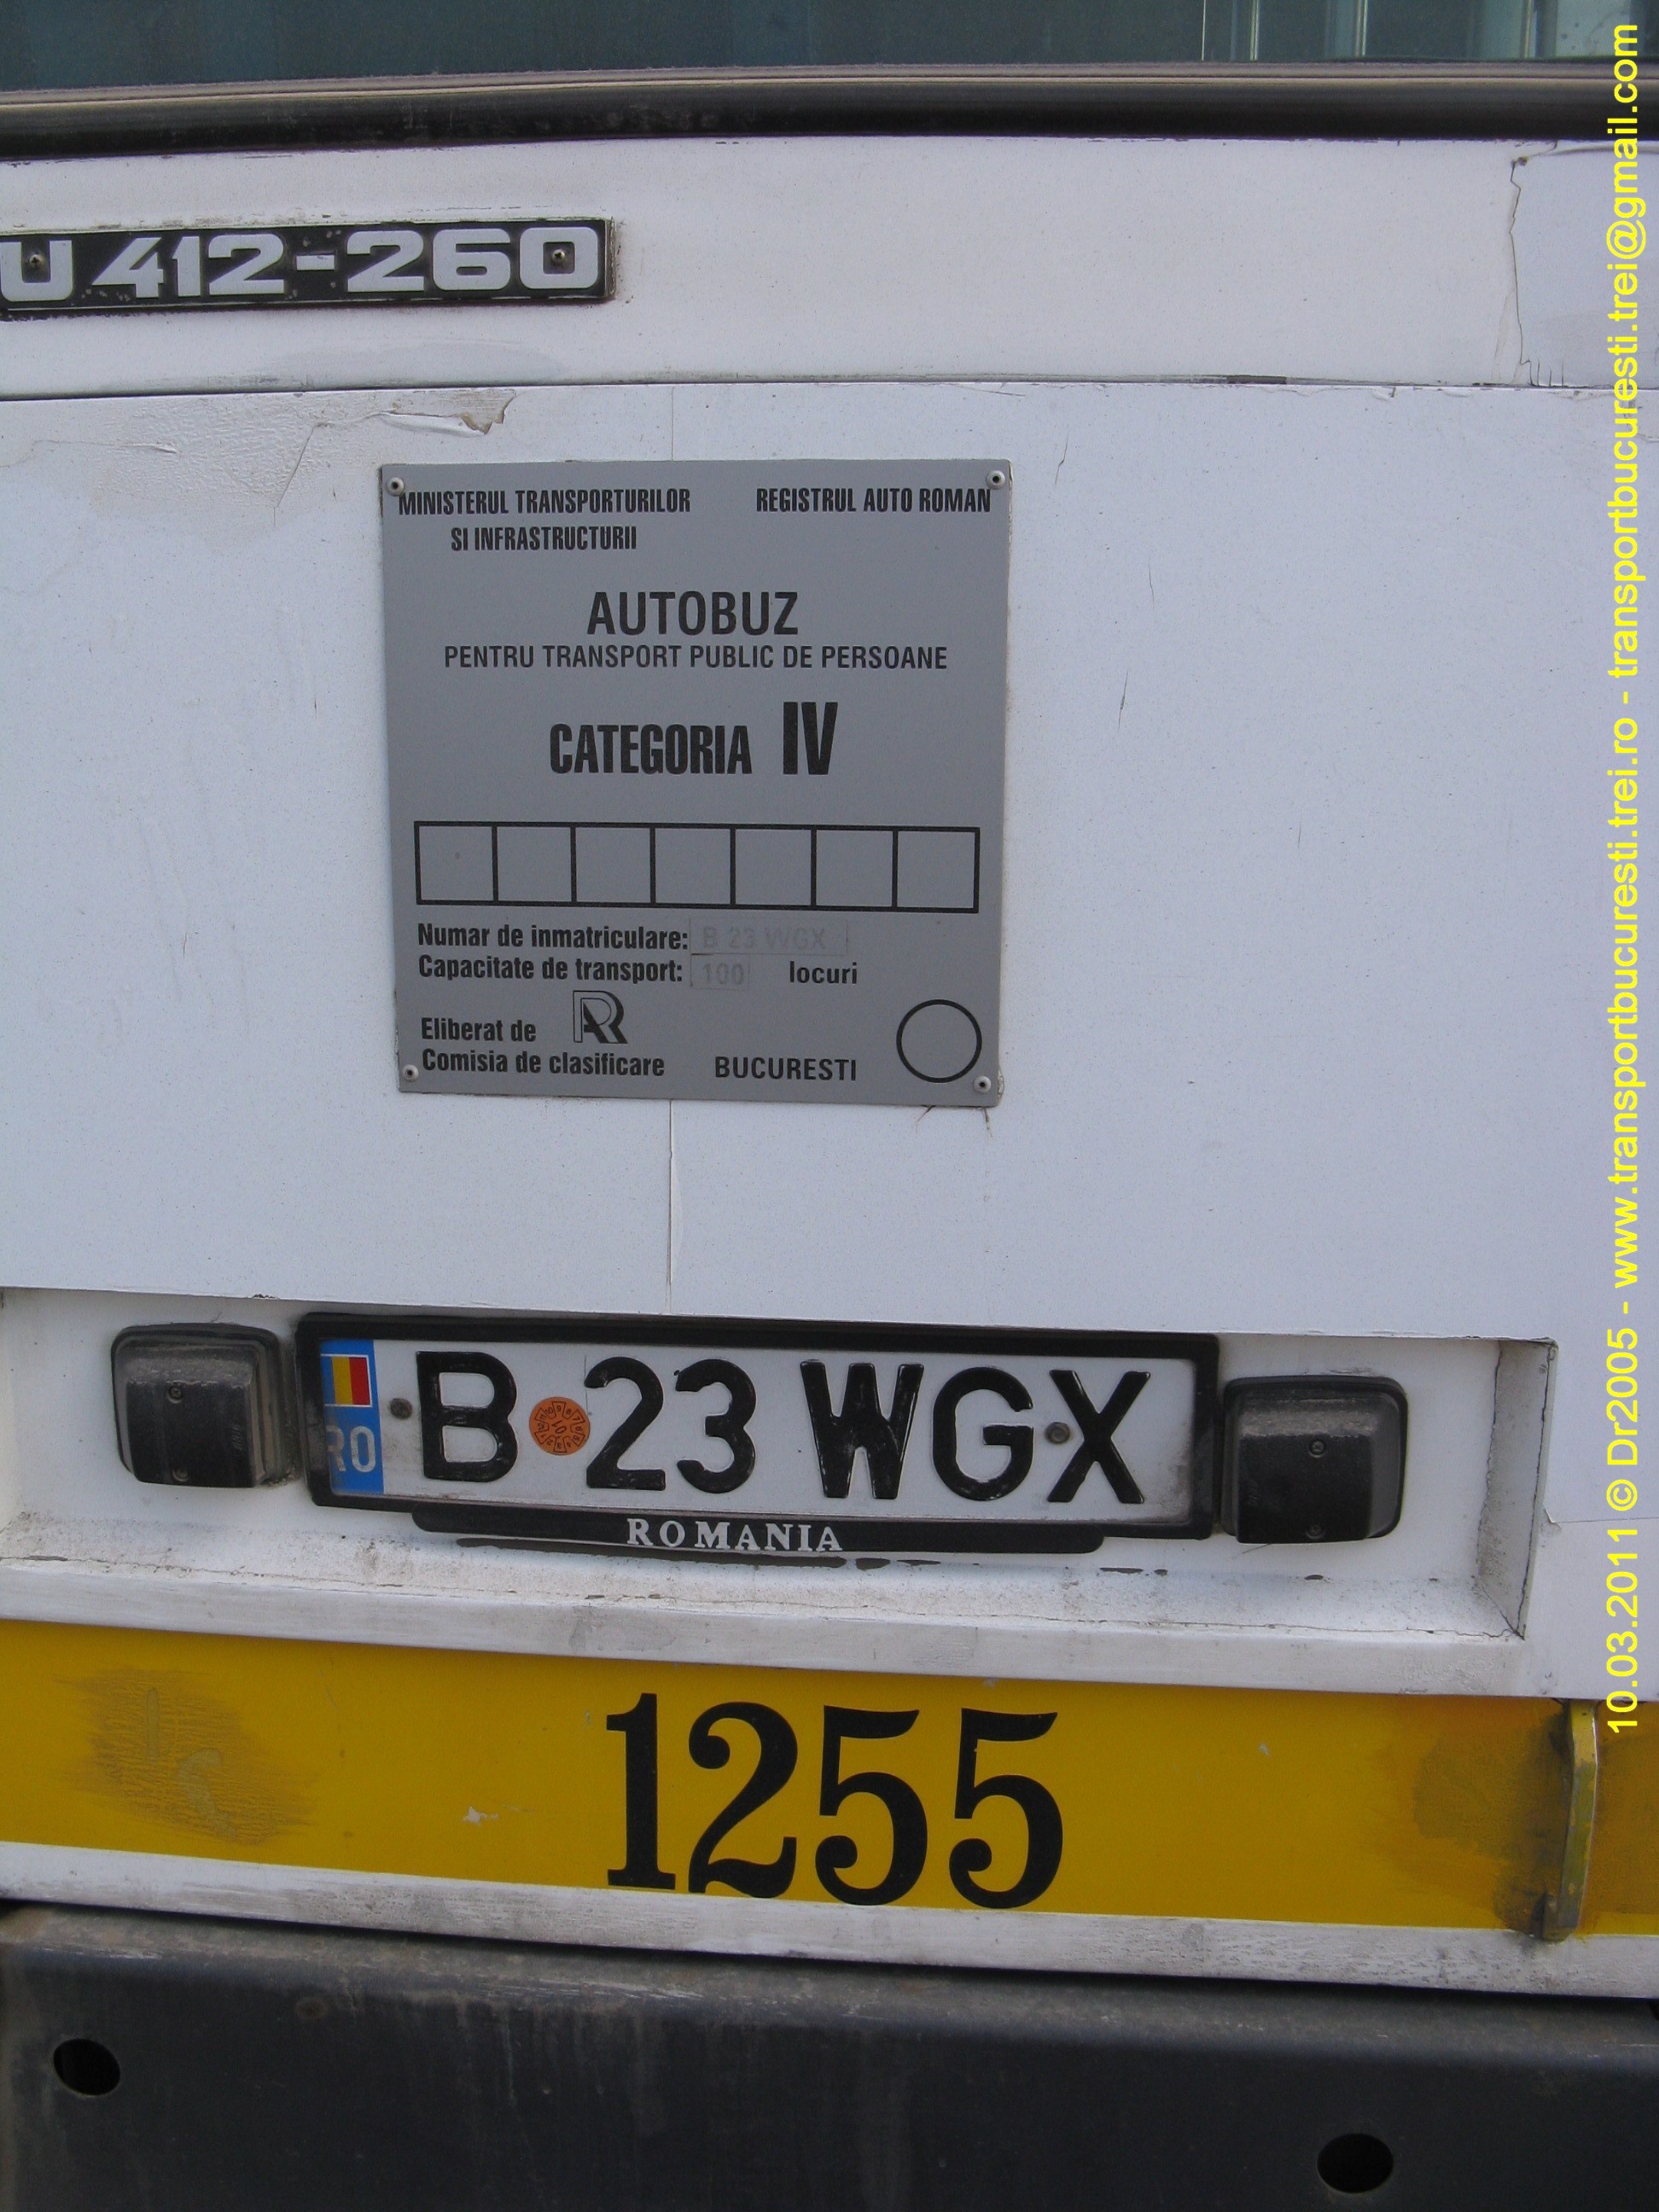 U 412-260
MINISTERUL TRANSPORTURILOR
SI INFRASTRUCTURII
REGISTRUL AUTO ROMAN
AUTOBUZ
PENTRU TRANSPORT PUBLIC DE PERSOANE
CATEGORIA IV
Numar de inmatriculare: B 23 WGX
Capacitate de transport: 100 locuri
Eliberat de RAR
Comisia de clasificare BUCURESTI
RO B 23 WGX
ROMANIA
1255
10.03.2011 © Dr2005 - www.transportbucuresti.trei.ro - transportbucuresti.trei@gmail.com